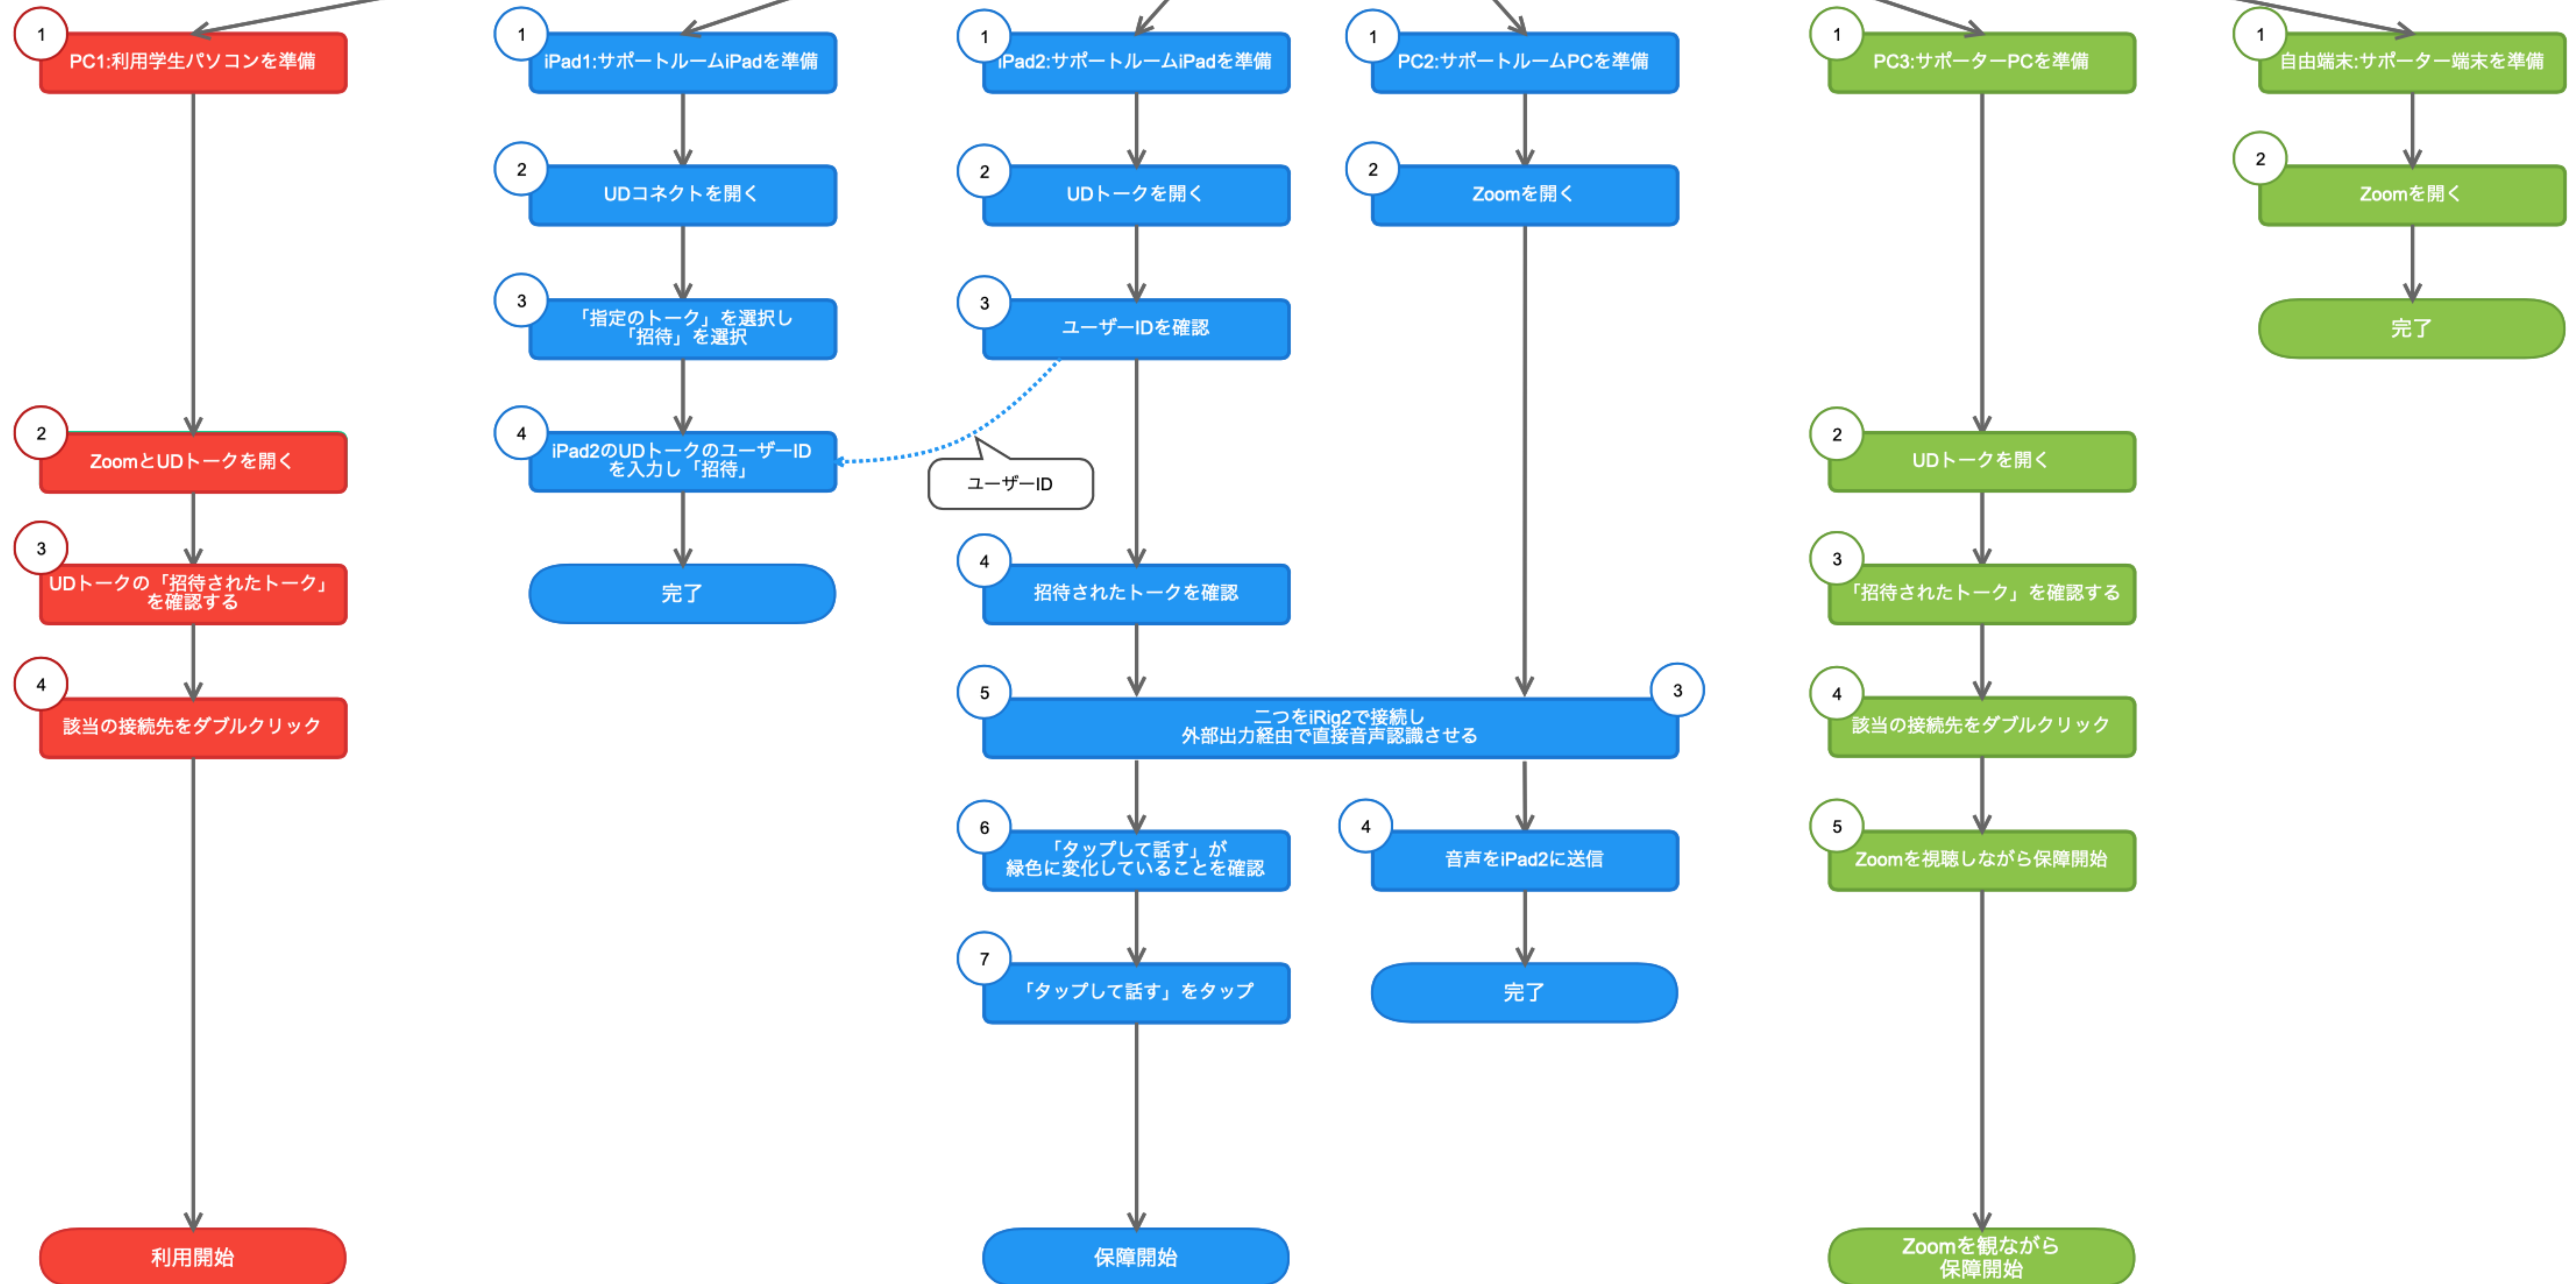 1
PC1:利用学生パソコンを準備
2
ZoomとUDトークを開く
3
UDトークの「招待されたトーク」
を確認する
4
該当の接続先をダブルクリック
利用開始
1
iPad1:サポートルームiPadを準備
2
UDコネクトを開く
3
「指定のトーク」を選択し
「招待」を選択
4
iPad2のUDトークのユーザーID
を入力し「招待」
完了
1
iPad2:サポートルームiPadを準備
2
UDトークを開く
3
ユーザーIDを確認
ユーザーID
4
招待されたトークを確認
5
二つをiRig2で接続し
外部出力経由で直接音声認識させる
6
「タップして話す」が
緑色に変化していることを確認
7
「タップして話す」をタップ
保障開始
1
PC2:サポートルームPCを準備
2
Zoomを開く
3
4
音声をiPad2に送信
完了
1
PC3:サポーターPCを準備
2
UDトークを開く
3
「招待されたトーク」を確認する
4
該当の接続先をダブルクリック
5
Zoomを視聴しながら保障開始
Zoomを観ながら
保障開始
1
自由端末:サポーター端末を準備
2
Zoomを開く
完了